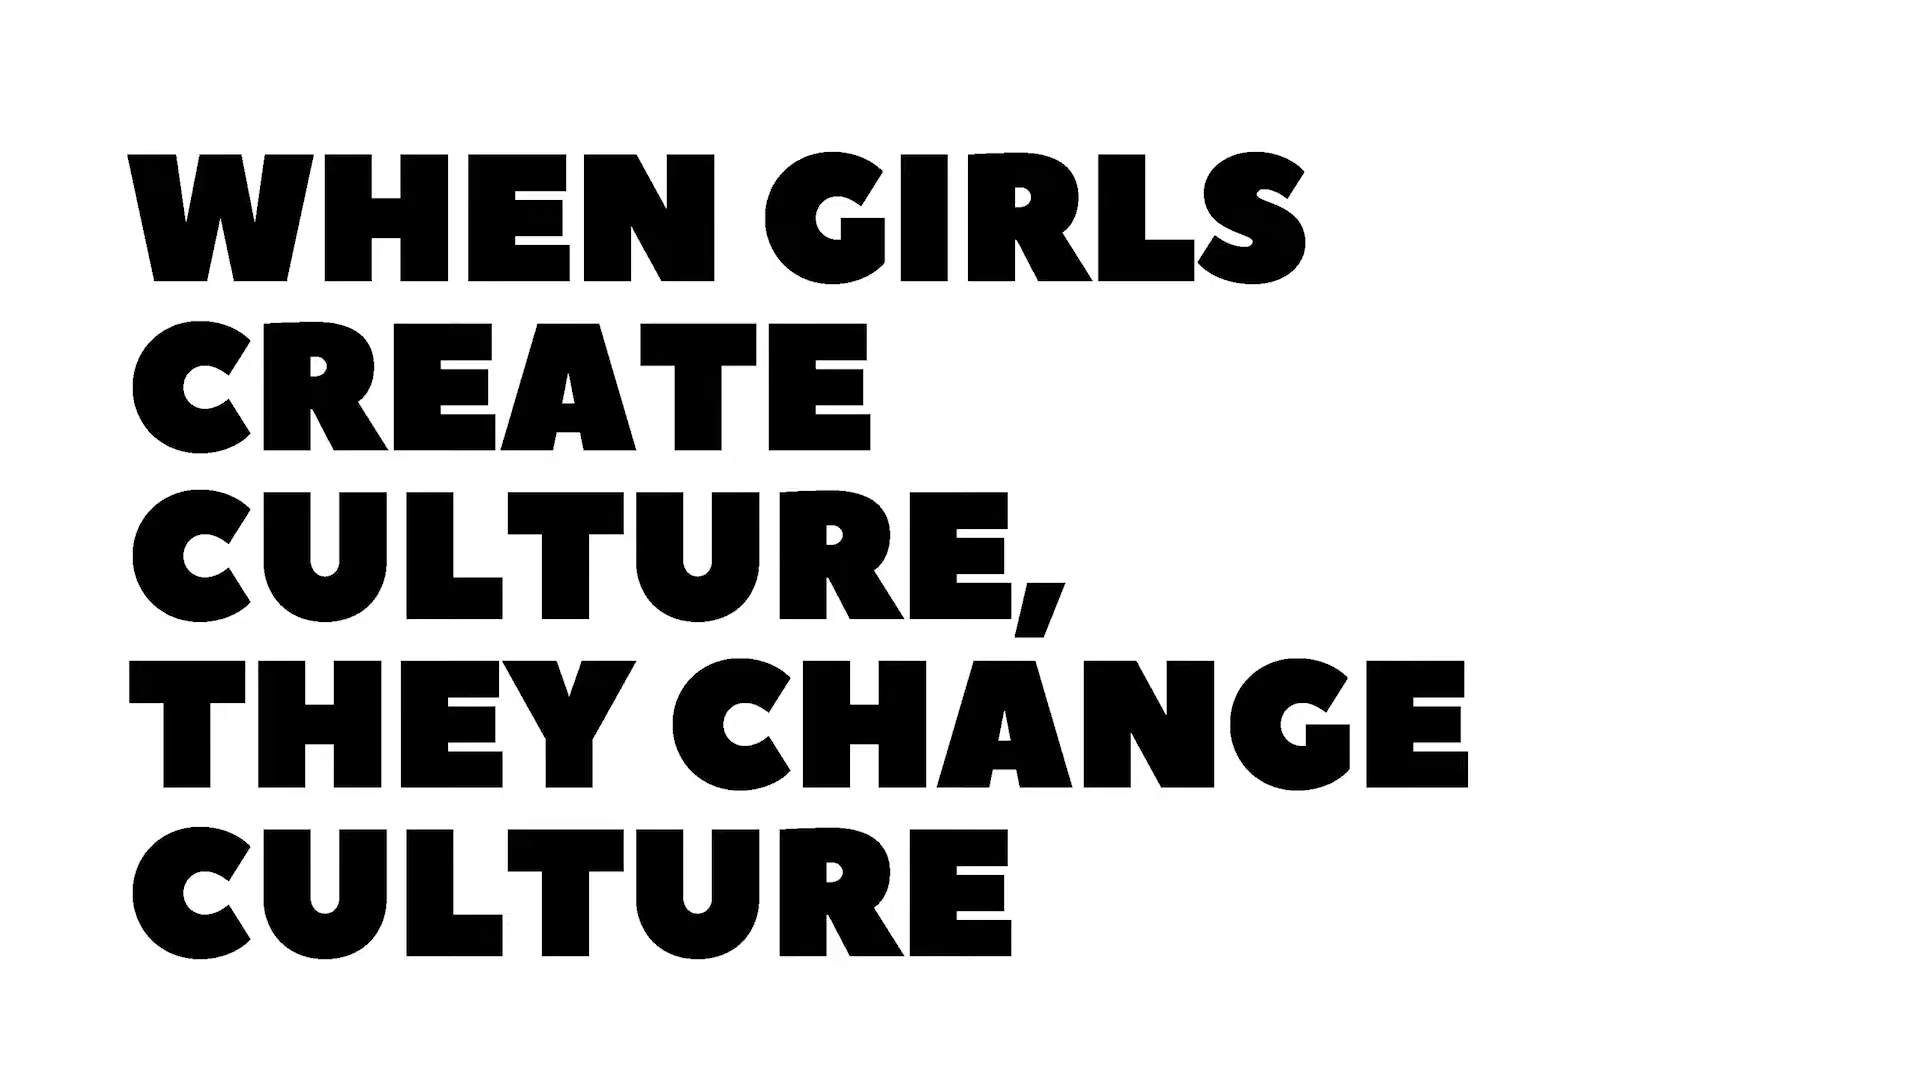 WHEN GIRLS
CREATE
CULTURE,
THEY CHANGE
CULTURE